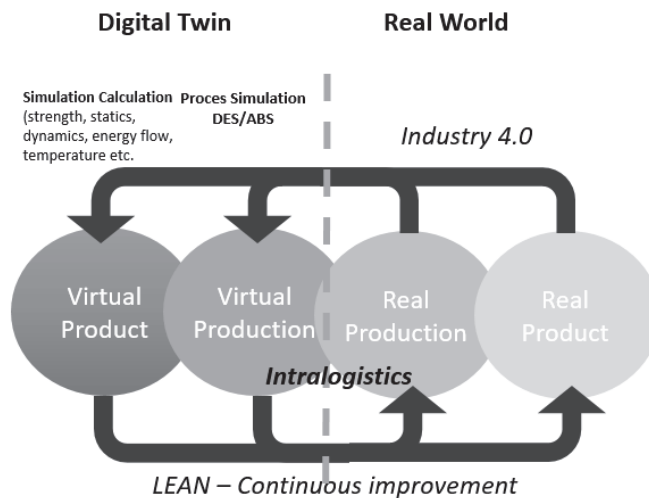 Digital Twin
Real World
Simulation Calculation
(strength, statics,
dynamics, energy flow,
temperature etc.
Proces Simulation
DES/ABS
Industry 4.0
Virtual
Product
Virtual
Production
Real
Production
Real
Product
Intralogistics
LEAN – Continuous improvement